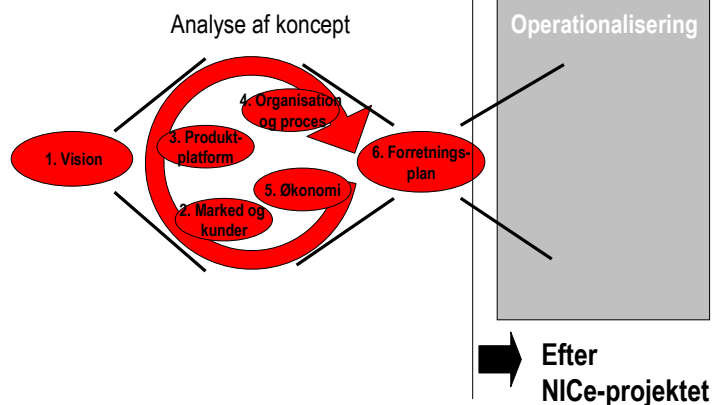 Analyse af koncept
Operationalisering
1. Vision
2. Marked og
kunder
3. Produkt-
platform
4. Organisation
og proces
5. Økonomi
6. Forretnings-
plan
Efter
NICe-projektet